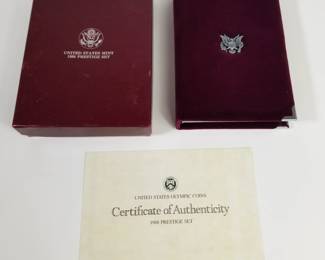 UNITED STATES MINT
1988 PRESTIGE SET
UNITED STATES OLYMPIC COINS
Certificate of Authenticity
1988 PRESTIGE SET